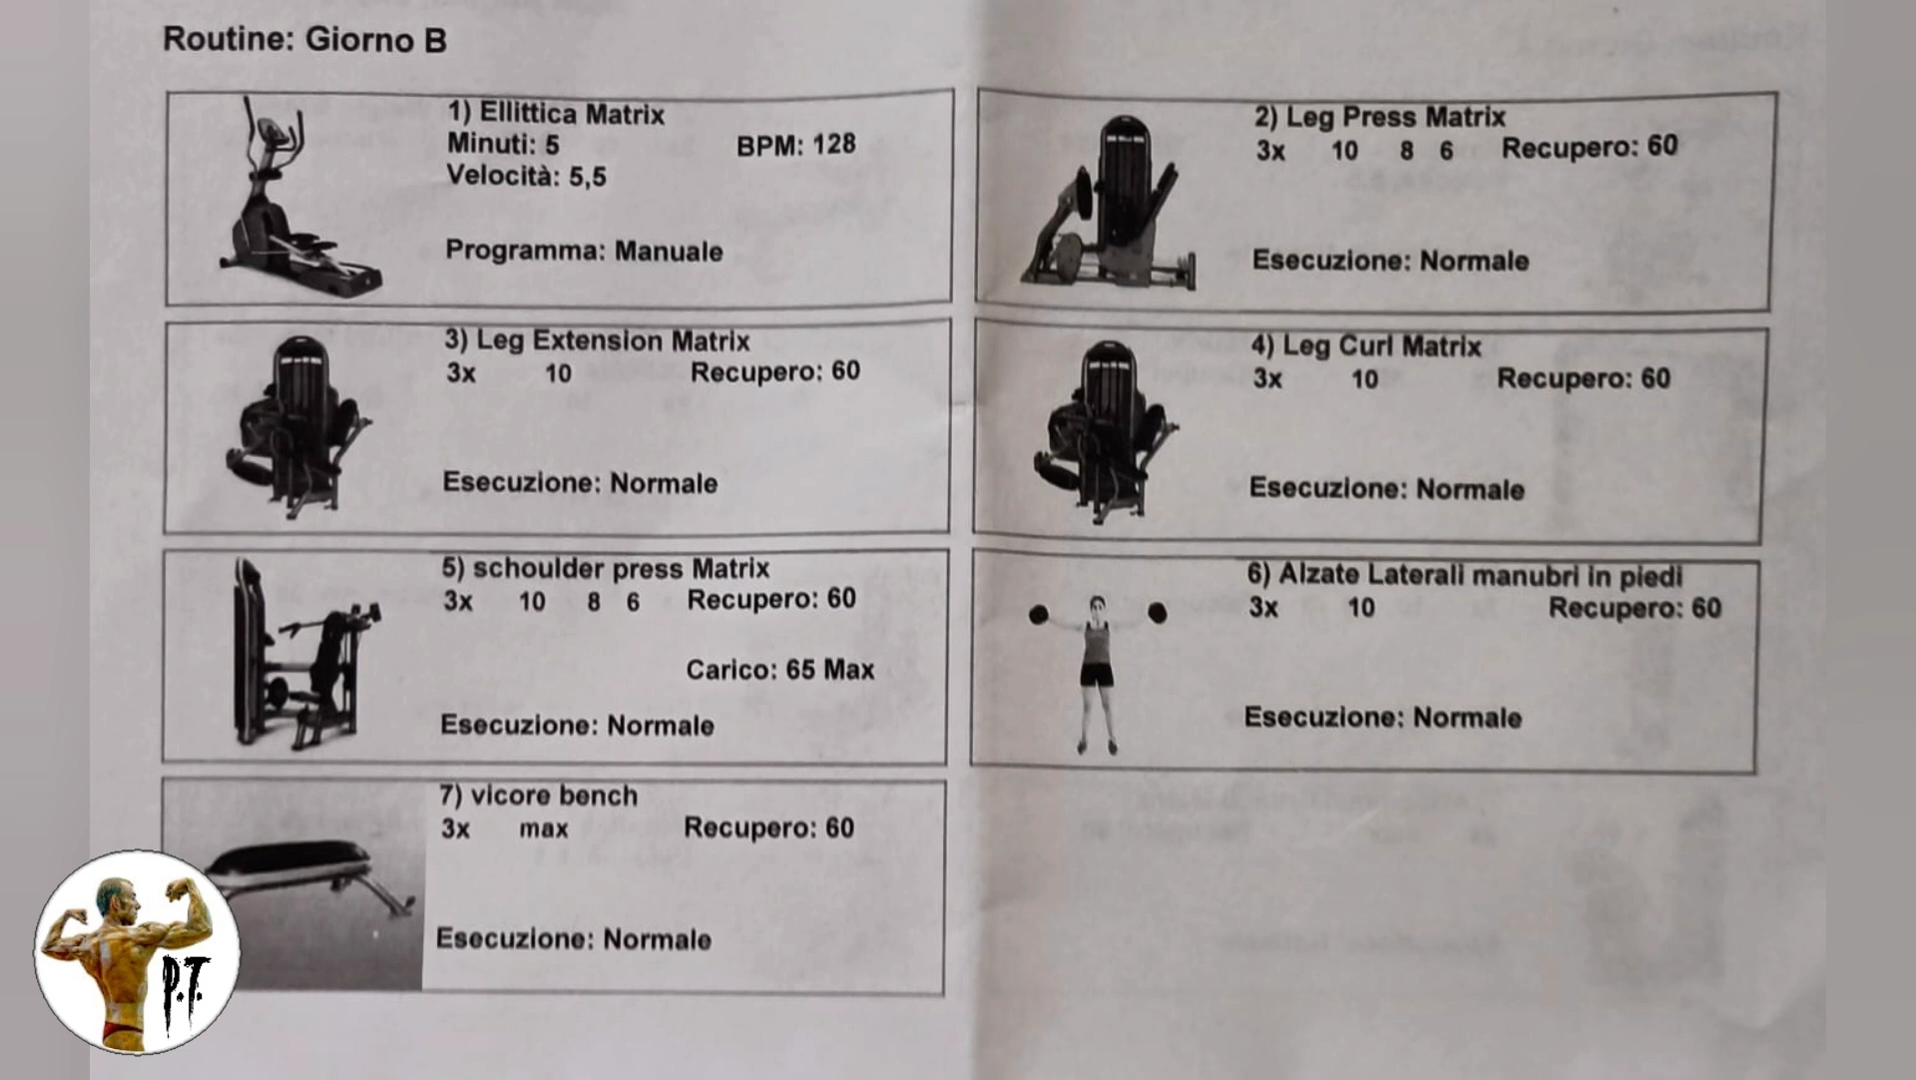 Routine: Giorno B
1) Ellittica Matrix
Minuti: 5 BPM: 128
Velocità: 5,5
Programma: Manuale
2) Leg Press Matrix
3x 10 8 6 Recupero: 60
Esecuzione: Normale
3) Leg Extension Matrix
3x 10 Recupero: 60
Esecuzione: Normale
4) Leg Curl Matrix
3x 10 Recupero: 60
Esecuzione: Normale
5) schoulder press Matrix
3x 10 8 6 Recupero: 60
Carico: 65 Max
Esecuzione: Normale
6) Alzate Laterali manubri in piedi
3x 10 Recupero: 60
Esecuzione: Normale
7) vicore bench
3x max Recupero: 60
Esecuzione: Normale
P.T.